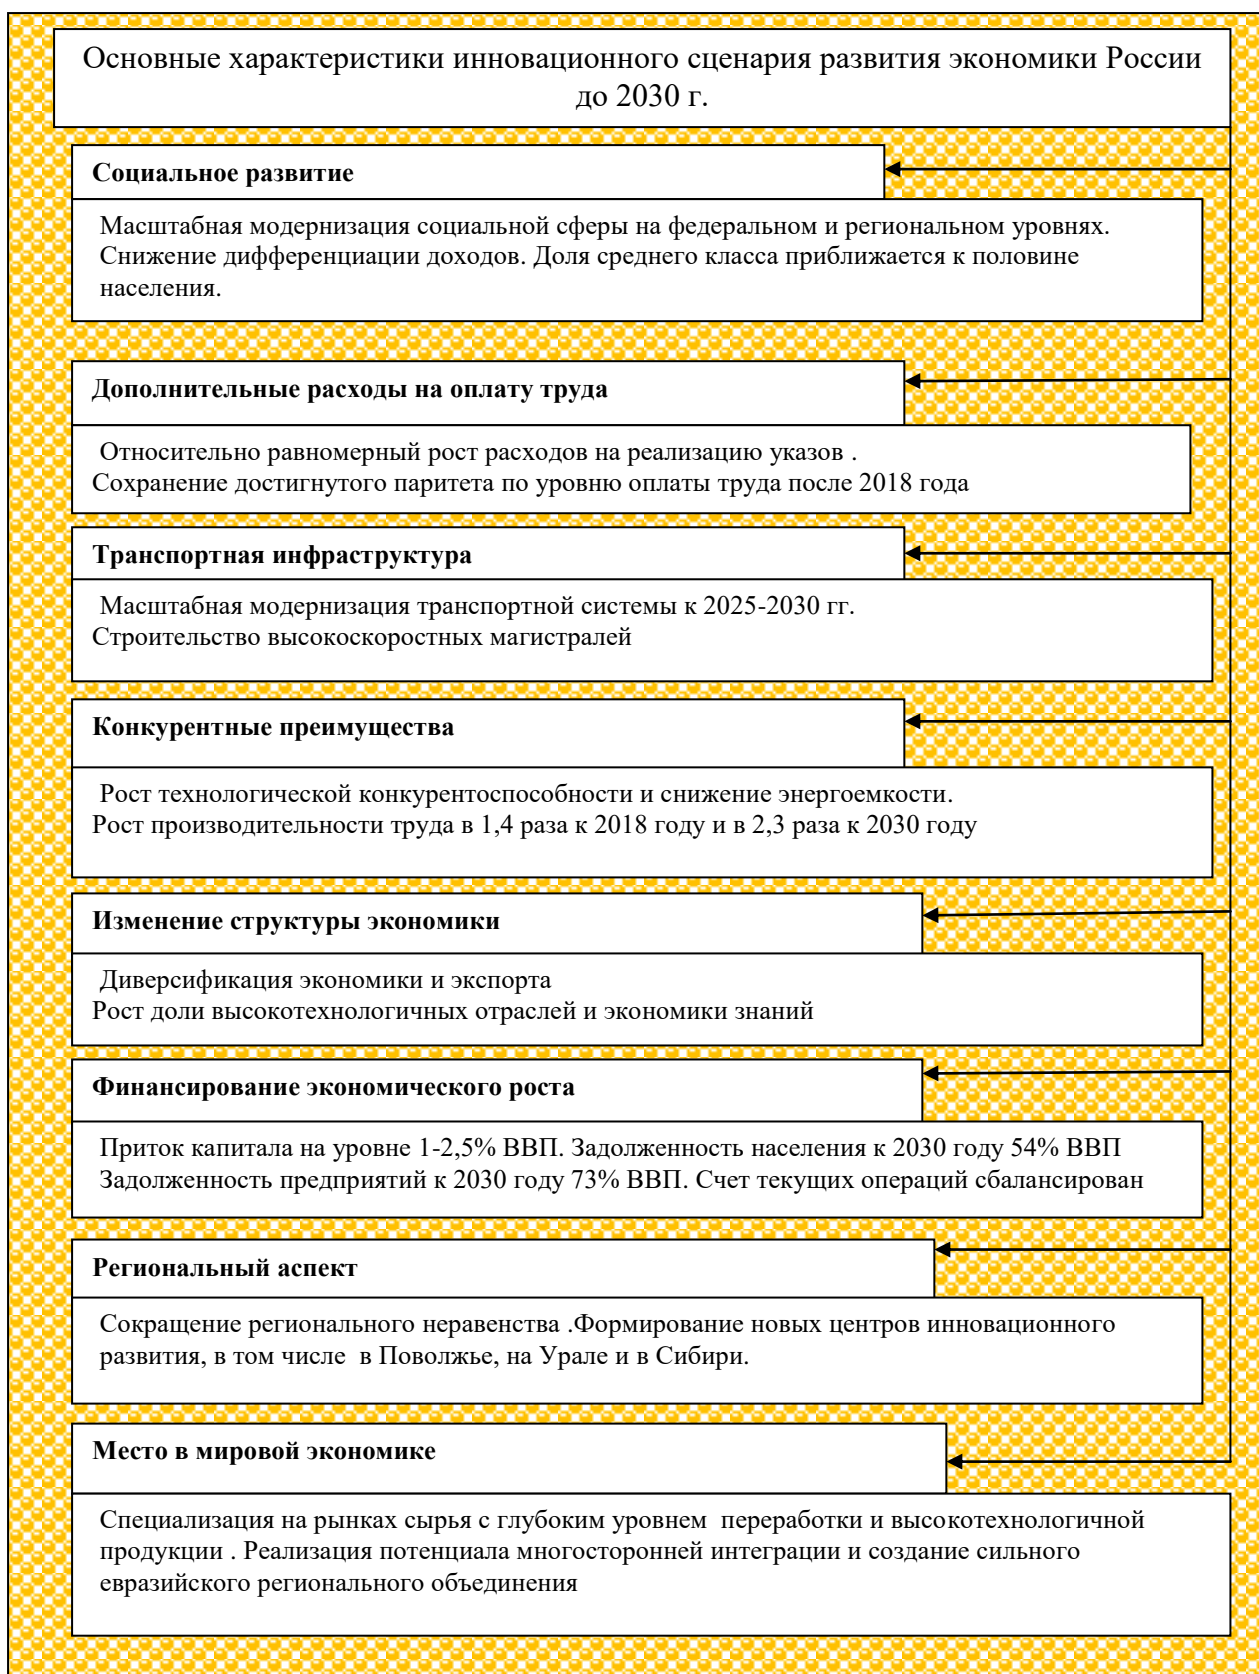 Основные характеристики инновационного сценария развития экономики России
до 2030 г.
Социальное развитие
Масштабная модернизация социальной сферы на федеральном и региональном уровнях.
Снижение дифференциации доходов. Доля среднего класса приближается к половине
населения.
Дополнительные расходы на оплату труда
Относительно равномерный рост расходов на реализацию указов .
Сохранение достигнутого паритета по уровню оплаты труда после 2018 года
Транспортная инфраструктура
Масштабная модернизация транспортной системы к 2025-2030 гг.
Строительство высокоскоростных магистралей
Конкурентные преимущества
Рост технологической конкурентоспособности и снижение энергоемкости.
Рост производительности труда в 1,4 раза к 2018 году и в 2,3 раза к 2030 году
Изменение структуры экономики
Диверсификация экономики и экспорта
Рост доли высокотехнологичных отраслей и экономики знаний
Финансирование экономического роста
Приток капитала на уровне 1-2,5% ВВП. Задолженность населения к 2030 году 54% ВВП
Задолженность предприятий к 2030 году 73% ВВП. Счет текущих операций сбалансирован
Региональный аспект
Сокращение регионального неравенства .Формирование новых центров инновационного
развития, в том числе  в Поволжье, на Урале и в Сибири.
Место в мировой экономике
Специализация на рынках сырья с глубоким уровнем  переработки и высокотехнологичной
продукции . Реализация потенциала многосторонней интеграции и создание сильного
евразийского регионального объединения